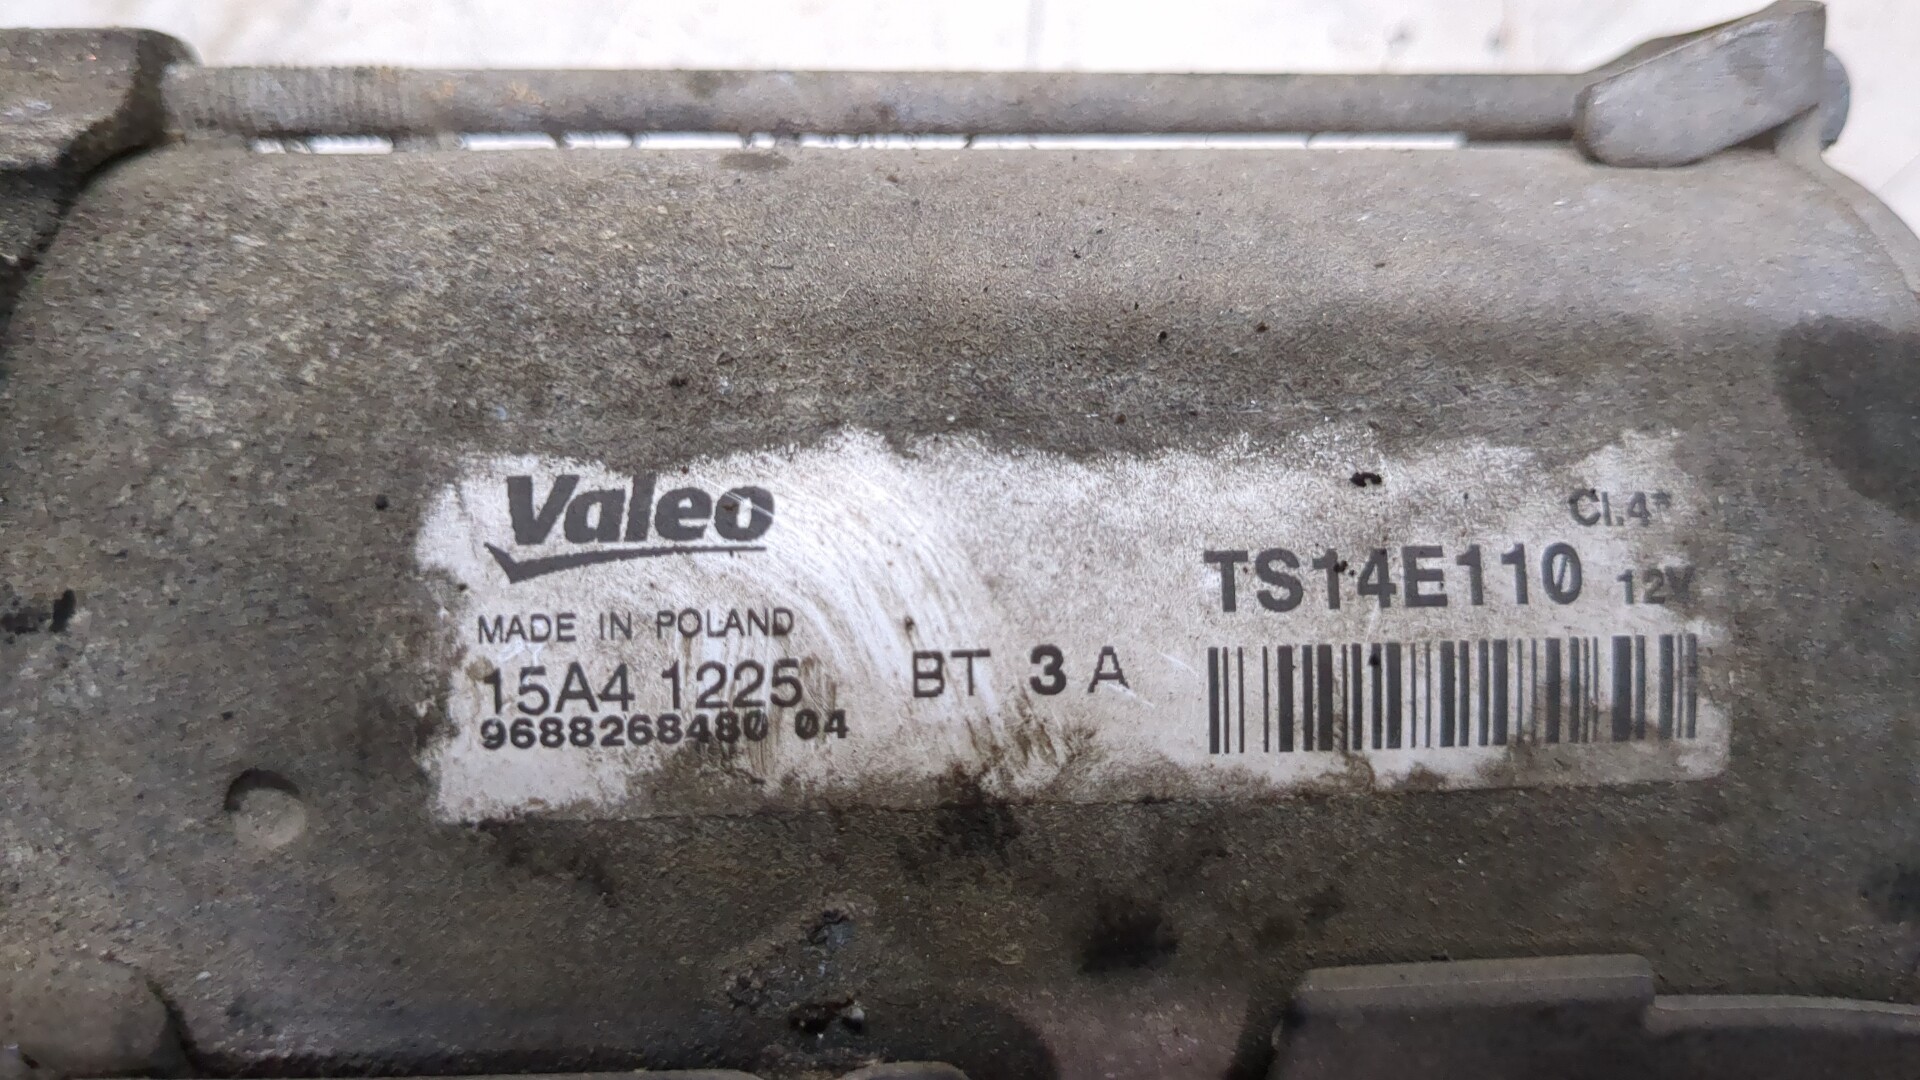 Valeo
MADE IN POLAND
15A4 1225
9688268480 04
BT 3 A
Cl.4*
TS14E110 12V